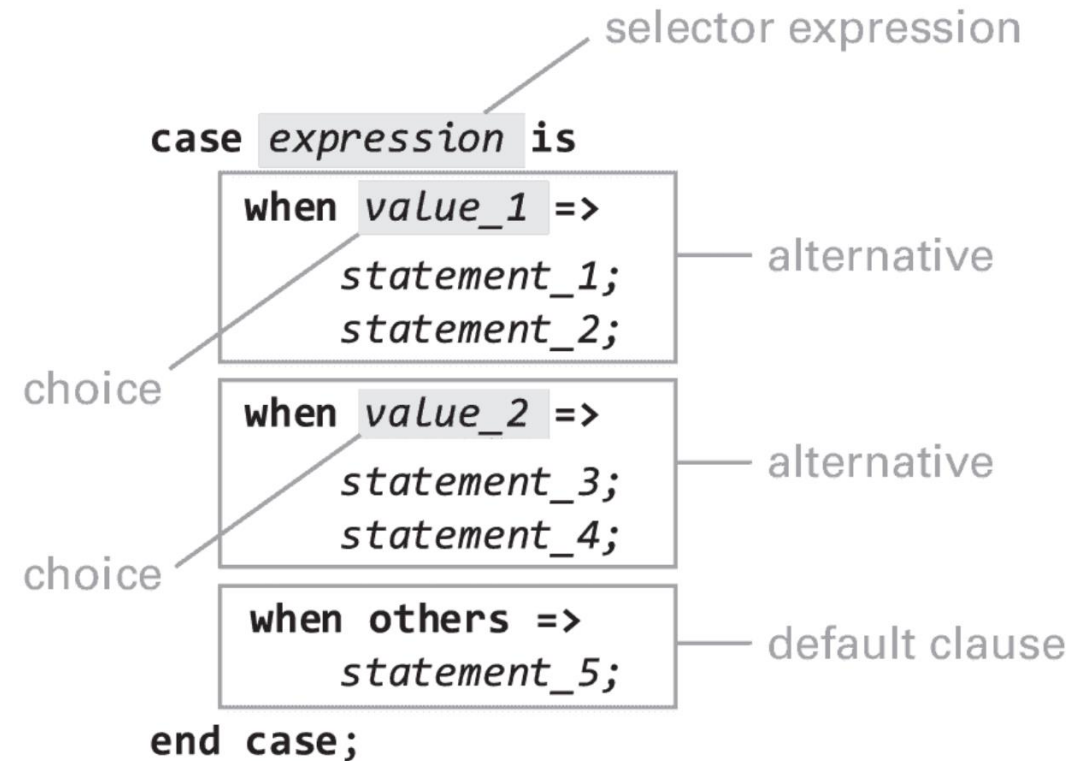 selector expression
case expression is
when value_1 =>
alternative
statement_1;
statement_2;
choice
when value_2 =>
alternative
statement_3;
statement_4;
choice
when others =>
default clause
statement_5;
end case;